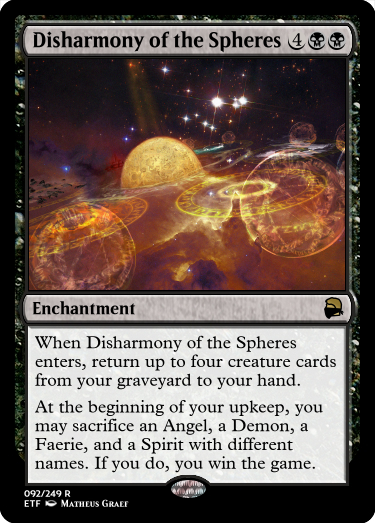 Disharmony of the Spheres 4
Enchantment
When Disharmony of the Spheres
enters, return up to four creature cards
from your graveyard to your hand.
At the beginning of your upkeep, you
may sacrifice an Angel, a Demon, a
Faerie, and a Spirit with different
names. If you do, you win the game.
092/249 R
ETF Matheus Graef